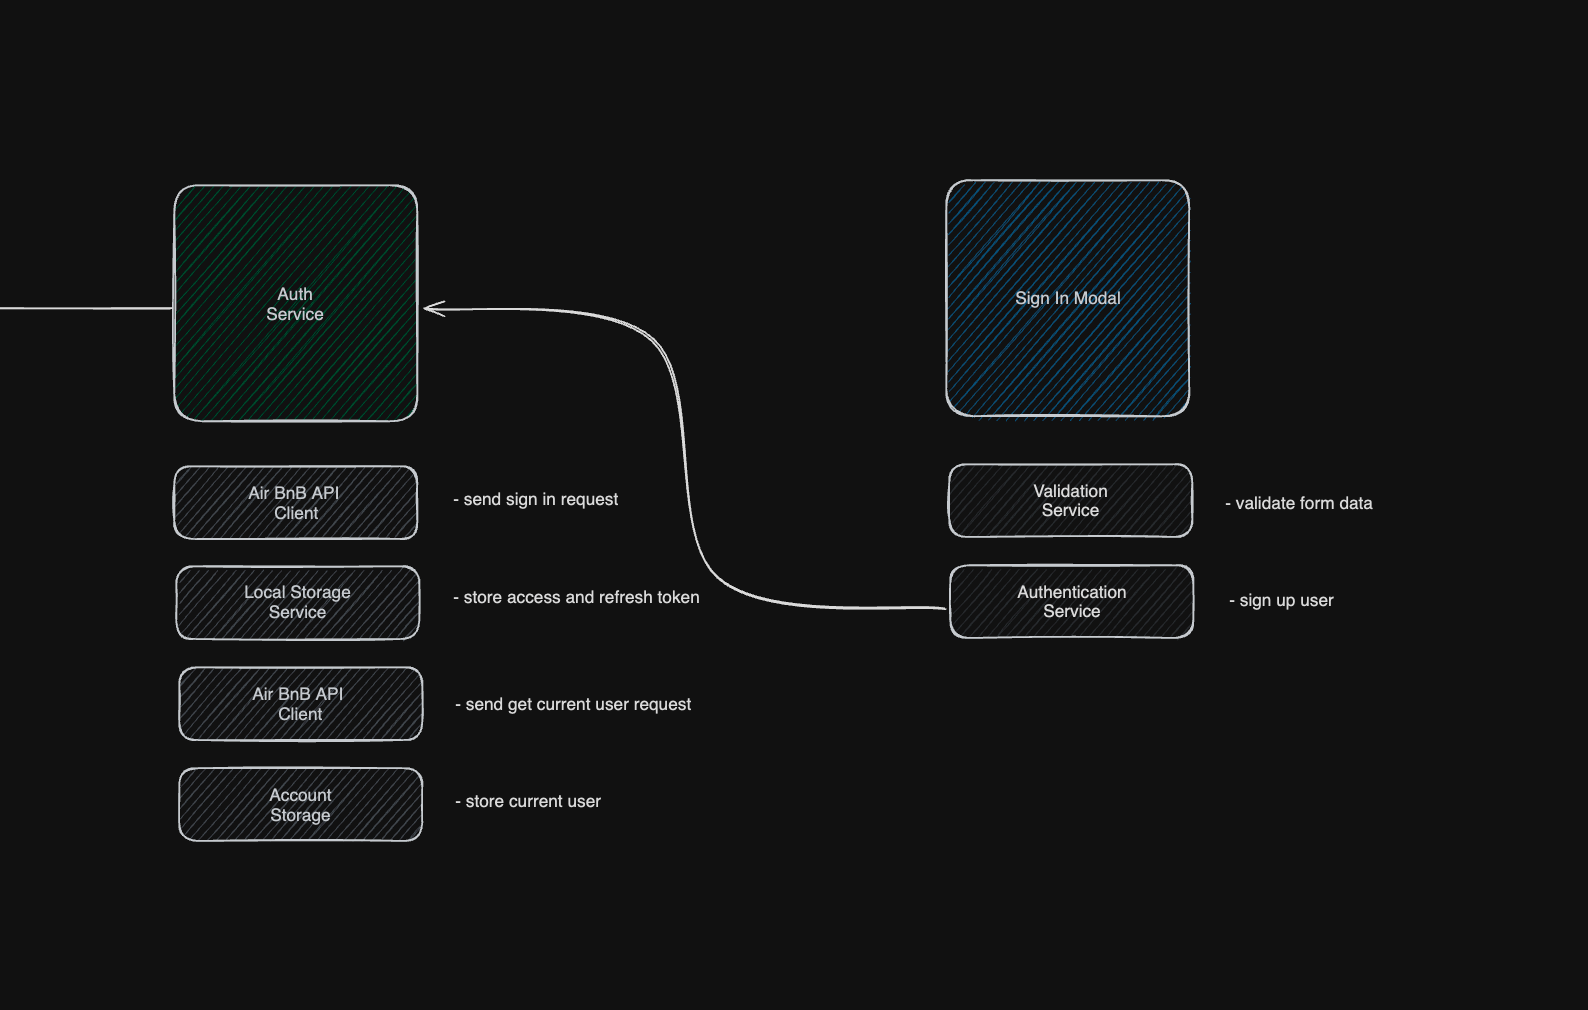 Auth
Service
Sign In Modal
Air BnB API
Client
- send sign in request
Local Storage
Service
- store access and refresh token
Air BnB API
Client
- send get current user request
Account
Storage
- store current user
Validation
Service
- validate form data
Authentication
Service
- sign up user